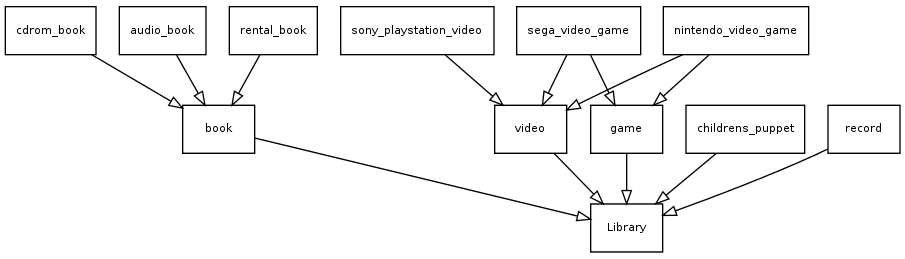 cdrom_book
audio_book
rental_book
sony_playstation_video
sega_video_game
nintendo_video_game
book
video
game
childrens_puppet
record
Library